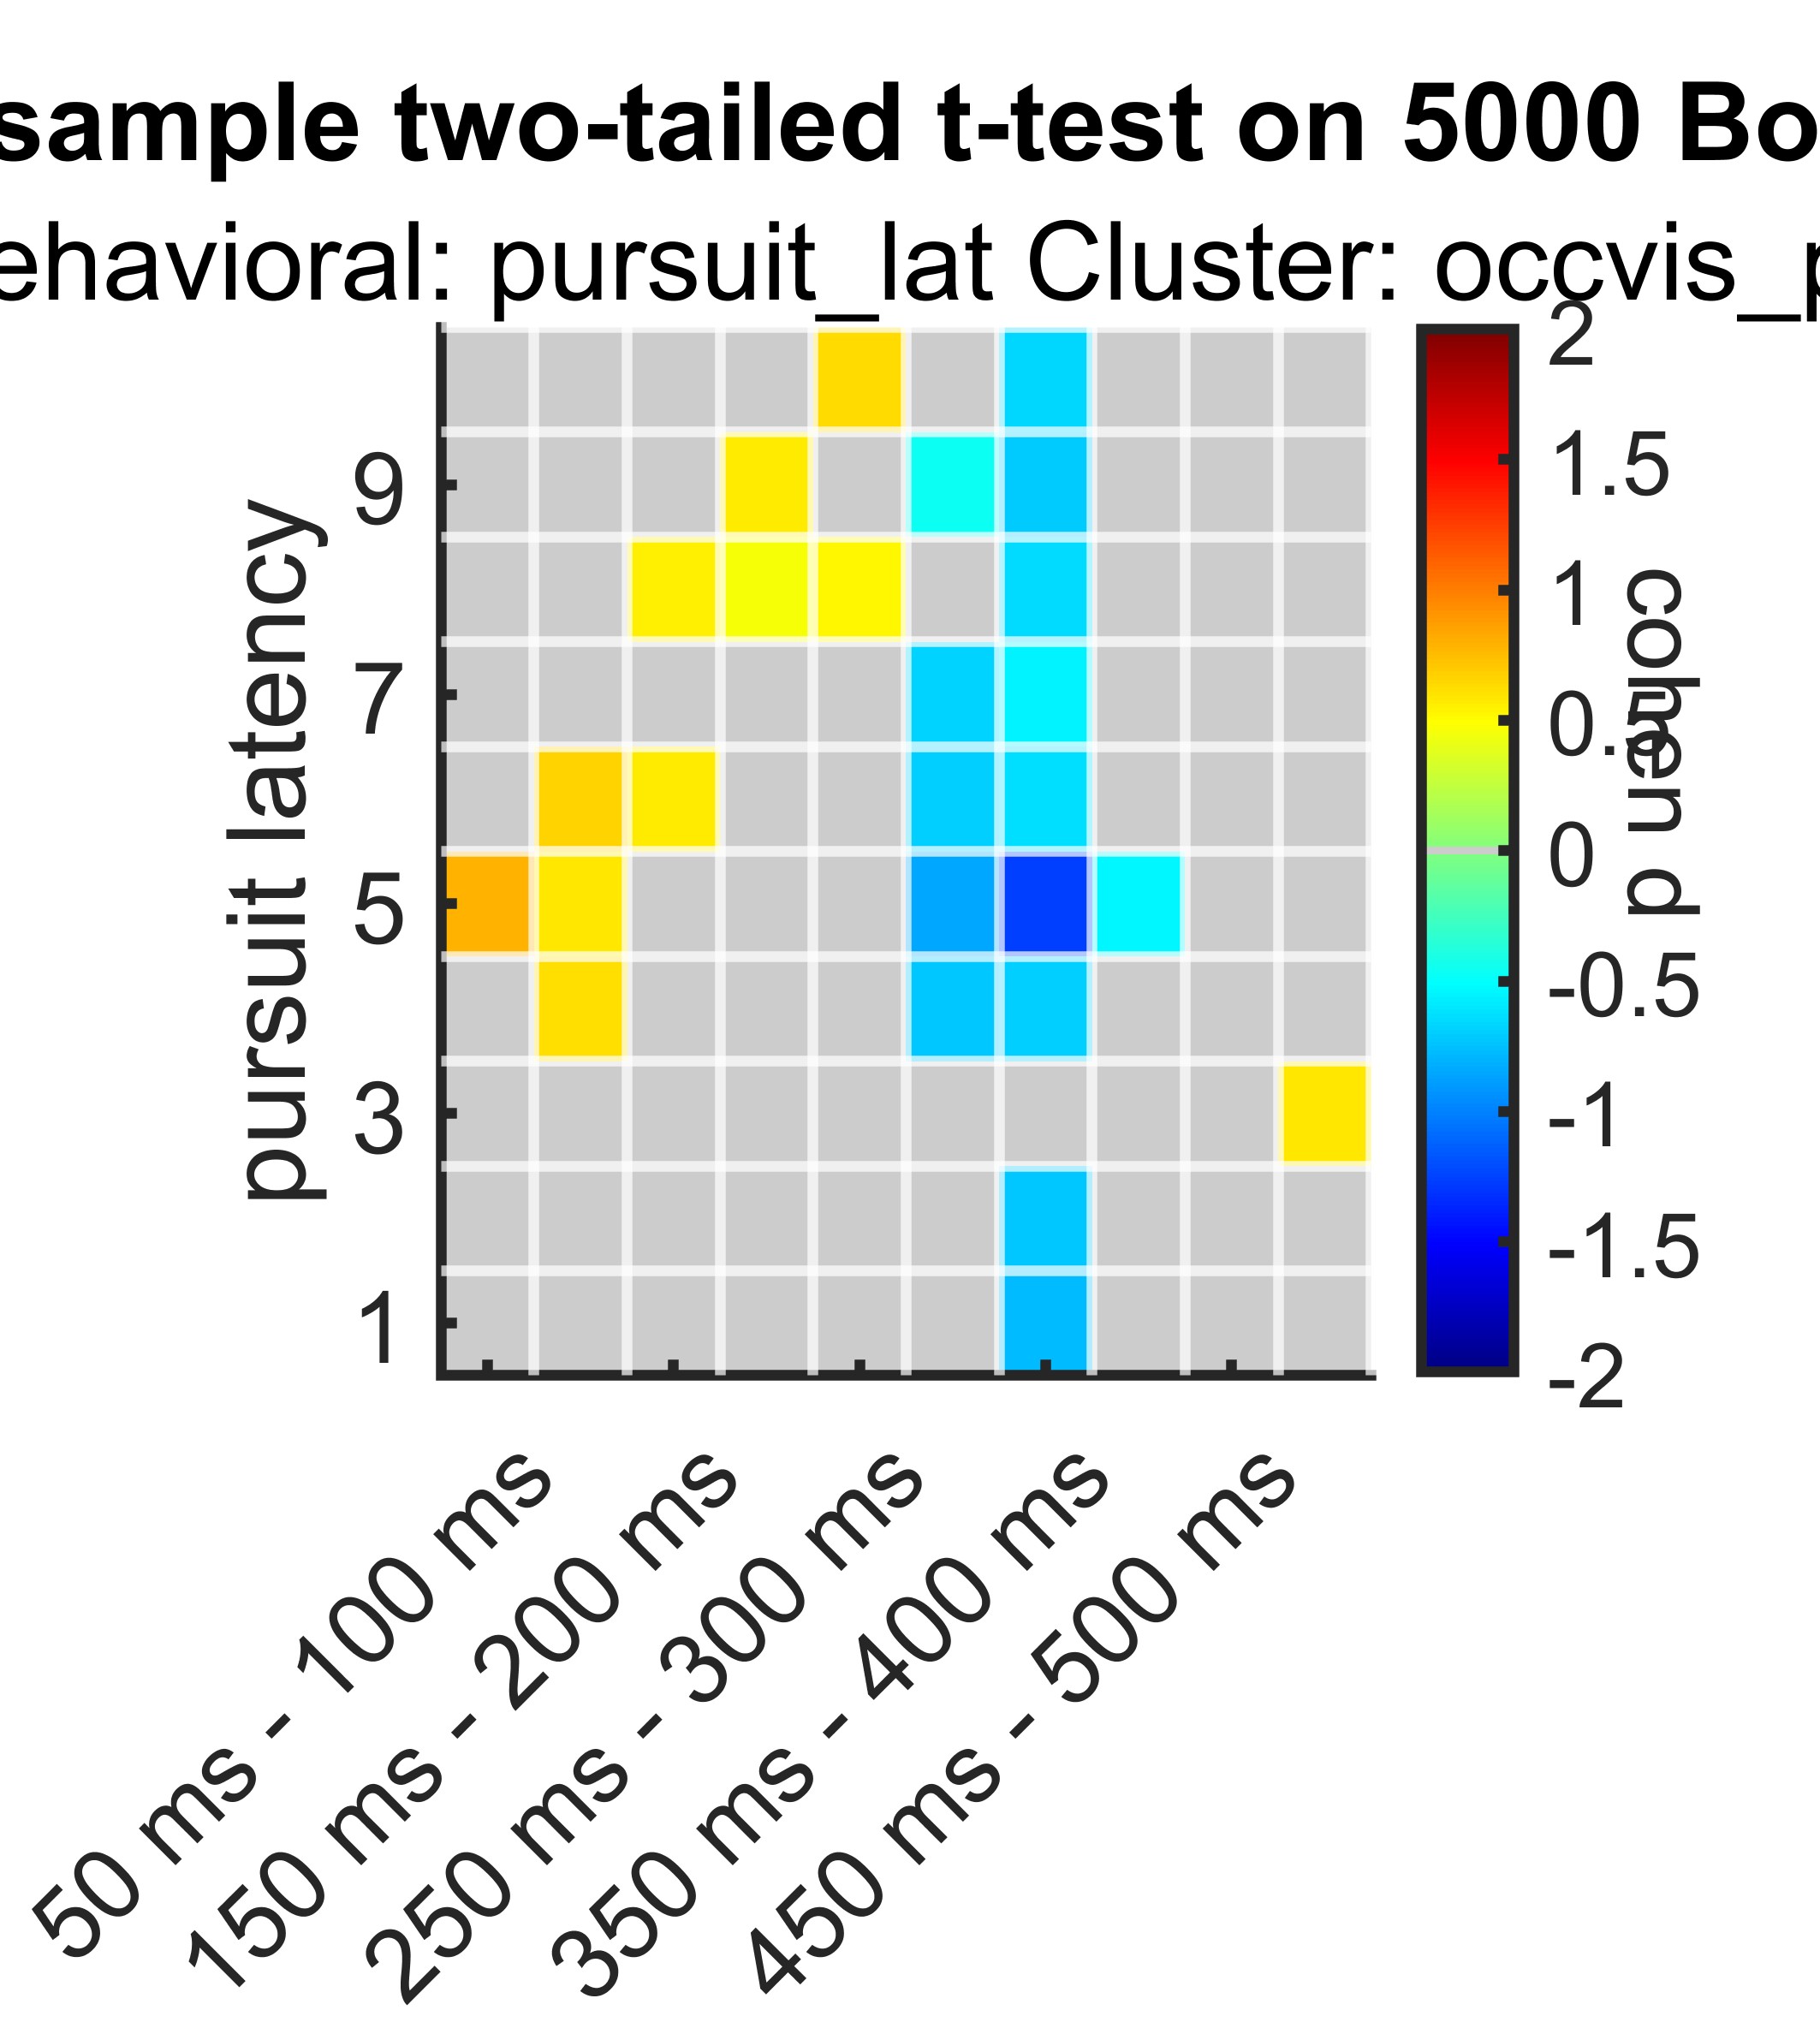 sample two-tailed t-test on 5000 Bo
ehavioral: pursuit_lat Cluster: occvis_p
pursuit latency
9
7
5
3
1
50 ms - 100 ms
150 ms - 200 ms
250 ms - 300 ms
350 ms - 400 ms
450 ms - 500 ms
2
1.5
1
0.5
0
-0.5
-1
-1.5
-2
cohen d